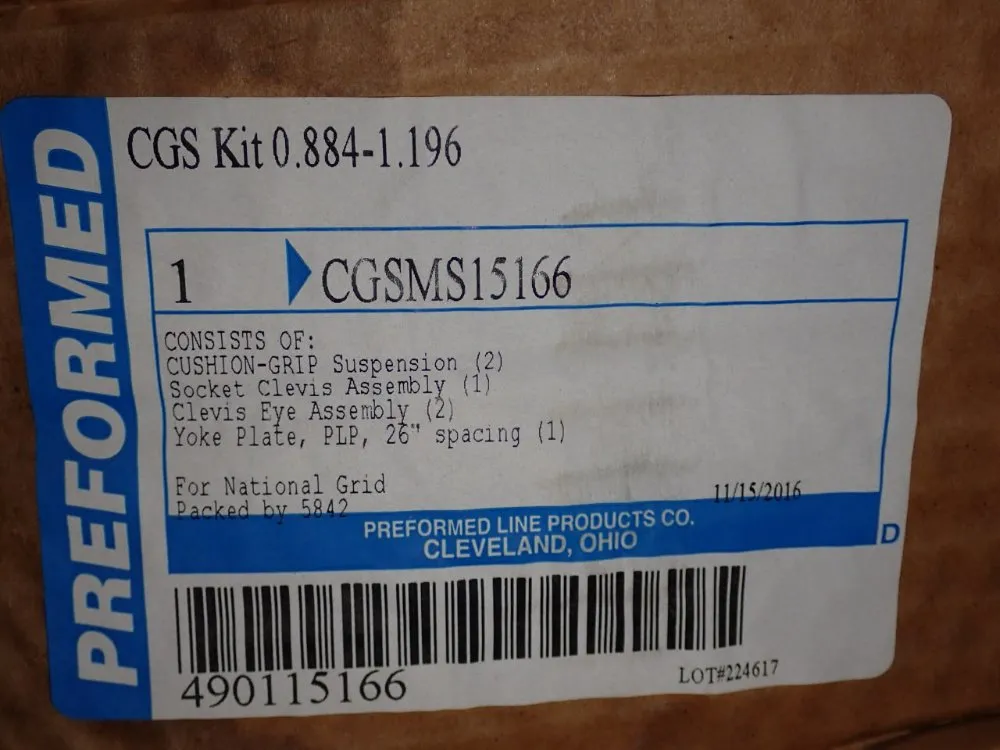 PREFORMED
CGS Kit 0.884-1.196
1 CGSMS15166
CONSISTS OF:
CUSHION-GRIP Suspension (2)
Socket Clevis Assembly (1)
Clevis Eye Assembly (2)
Yoke Plate, PLP, 26" spacing (1)
For National Grid
11/15/2016
Packed by 5842
PREFORMED LINE PRODUCTS CO.
CLEVELAND, OHIO
D
490115166
LOT#224617